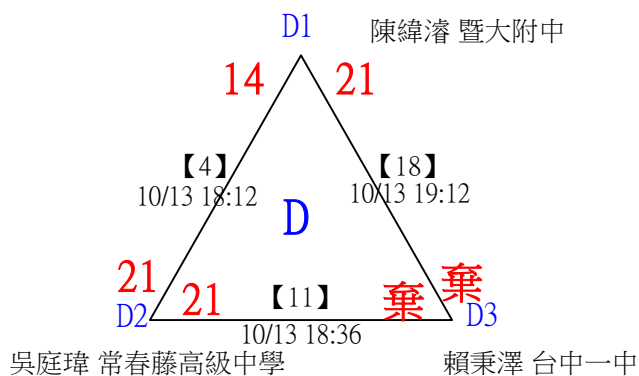 D1
陳緯濬 暨大附中
14 21
【4】
10/13 18:12
【18】
10/13 19:12
D
21
21
【11】
棄
棄
D2
D3
10/13 18:36
吳庭瑋 常春藤高級中學
賴秉澤 台中一中